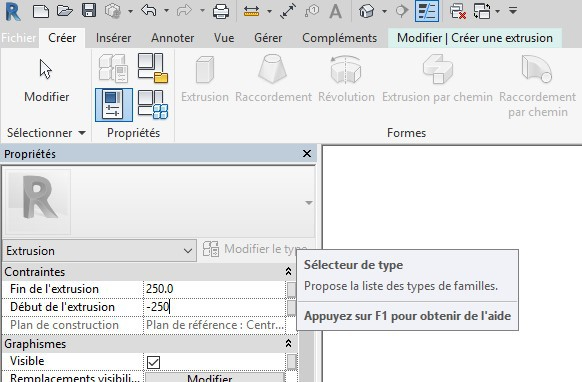 R
Fichier Créer Insérer Annoter Vue Gérer Compléments Modifier | Créer une extrusion
Modifier
Extrusion Raccordement Révolution Extrusion par chemin Raccordement
par chemin
Sélectionner Propriétés Formes
Propriétés
R
Extrusion Modifier le type
Contraintes
Fin de l'extrusion 250.0
Début de l'extrusion -250
Plan de construction Plan de référence : Centr...
Graphismes
Visible
Remplacements visibili... Modifier
Sélecteur de type
Propose la liste des types de familles.
Appuyez sur F1 pour obtenir de l'aide